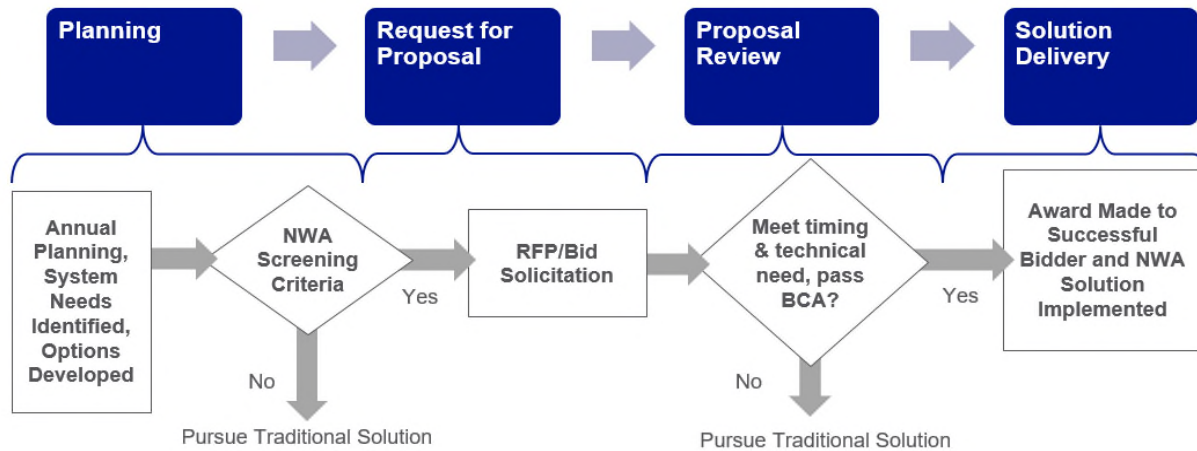 Planning
Request for
Proposal
Proposal
Review
Solution
Delivery
Annual
Planning,
System
Needs
Identified,
Options
Developed
NWA
Screening
Criteria
Yes
No
Pursue Traditional Solution
RFP/Bid
Solicitation
Meet timing
& technical
need, pass
BCA?
Yes
No
Pursue Traditional Solution
Award Made to
Successful
Bidder and NWA
Solution
Implemented